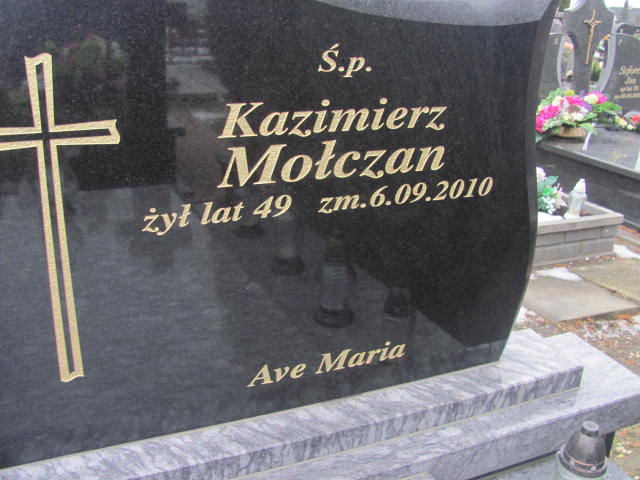 Ś.p.
Kazimierz
Mołczan
żył lat 49 zm.6.09.2010
Ave Maria